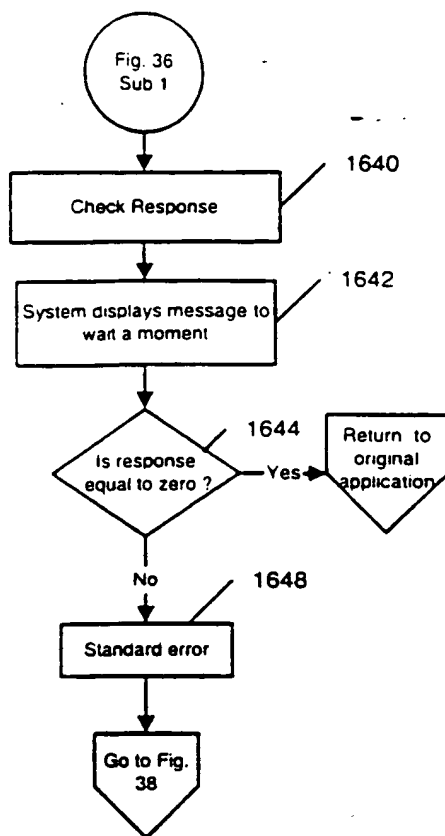 Fig. 36
Sub 1
1640
Check Response
1642
System displays message to
wait a moment
1644
Is response
equal to zero ?
Yes
Return to
original
application
No
1648
Standard error
Go to Fig.
38